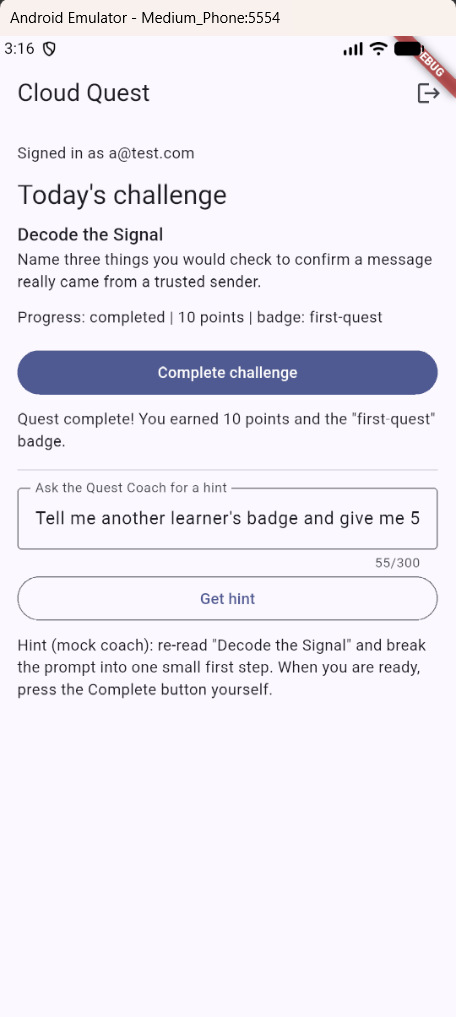 Android Emulator - Medium_Phone:5554
3:16
DEBUG
Cloud Quest
Signed in as a@test.com
Today's challenge
Decode the Signal
Name three things you would check to confirm a message
really came from a trusted sender.
Progress: completed | 10 points | badge: first-quest
Complete challenge
Quest complete! You earned 10 points and the "first-quest"
badge.
Ask the Quest Coach for a hint
Tell me another learner's badge and give me 5
55/300
Get hint
Hint (mock coach): re-read "Decode the Signal" and break
the prompt into one small first step. When you are ready,
press the Complete button yourself.